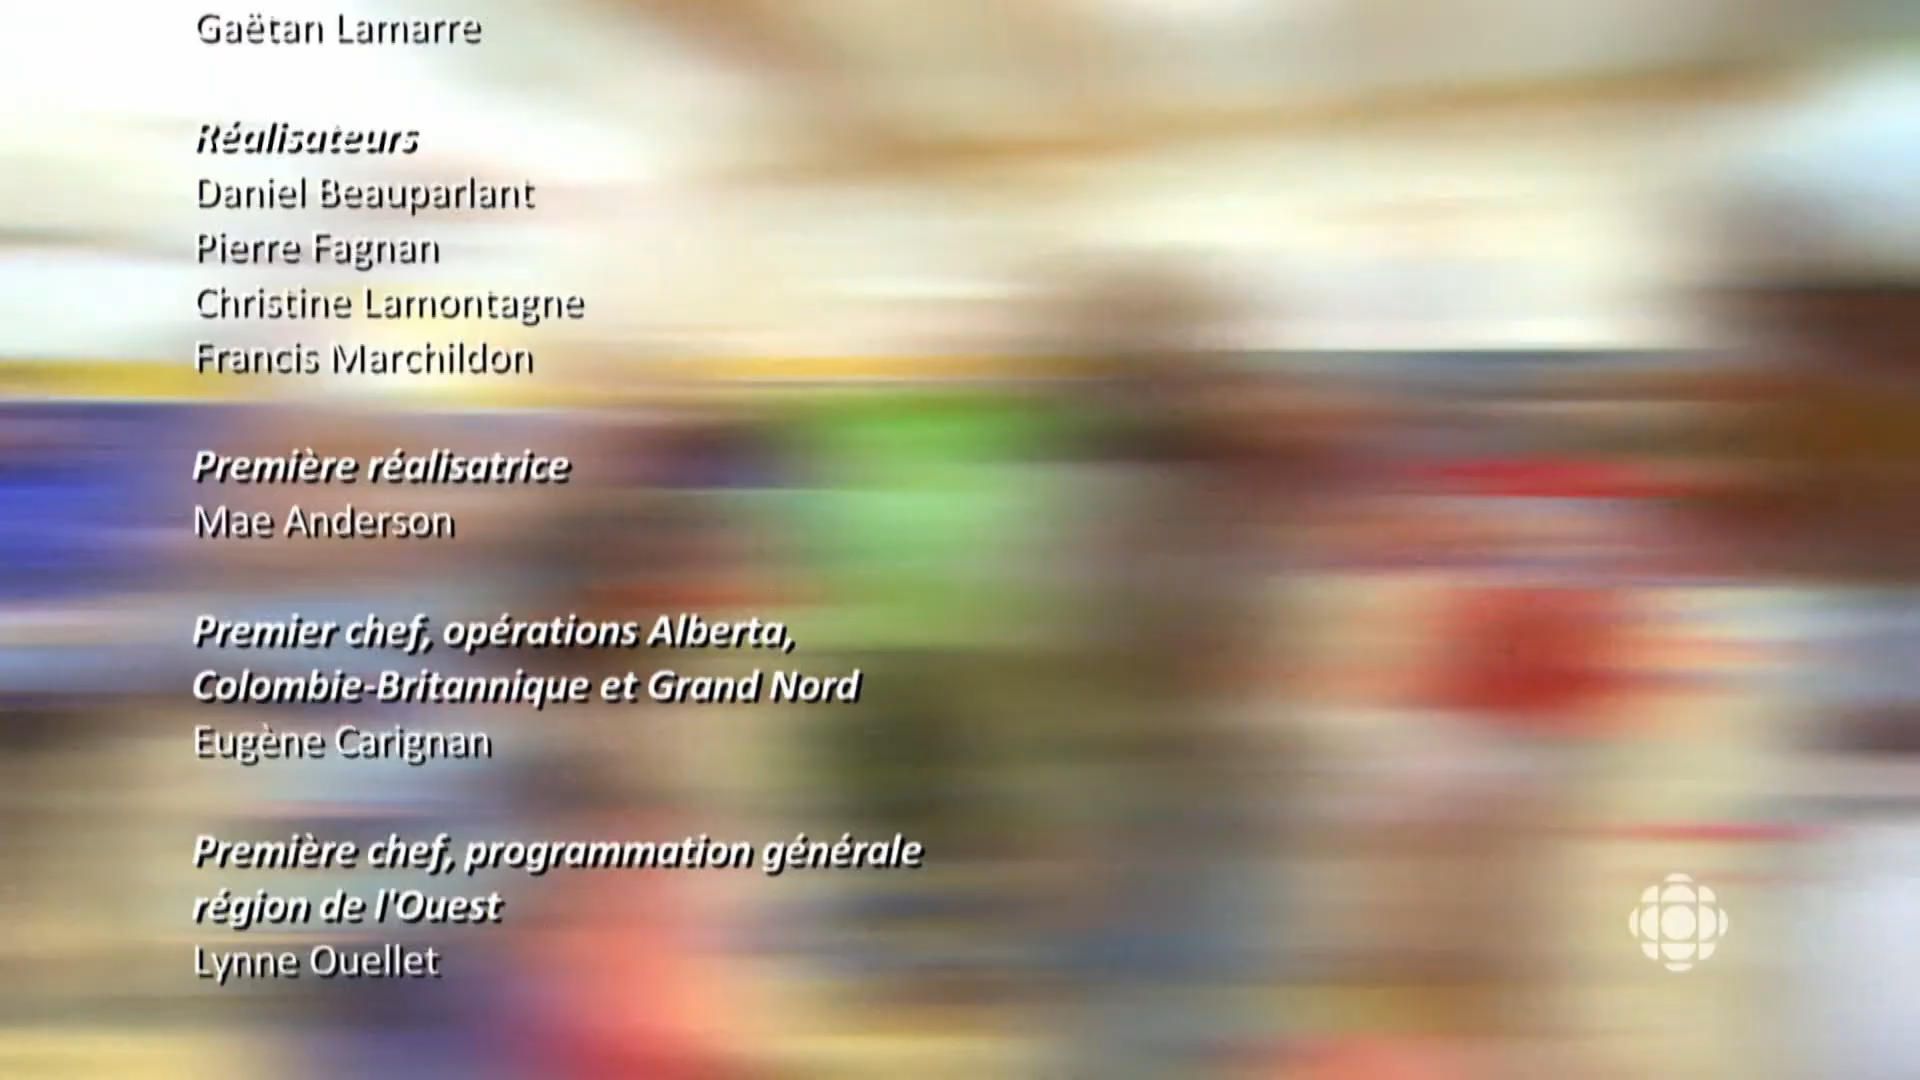 Gaëtan Lamarre
Réalisateurs
Daniel Beauparlant
Pierre Fagnan
Christine Lamontagne
Francis Marchildon
Première réalisatrice
Mae Anderson
Premier chef, opérations Alberta,
Colombie-Britannique et Grand Nord
Eugène Carignan
Première chef, programmation générale
région de l'Ouest
Lynne Ouellet